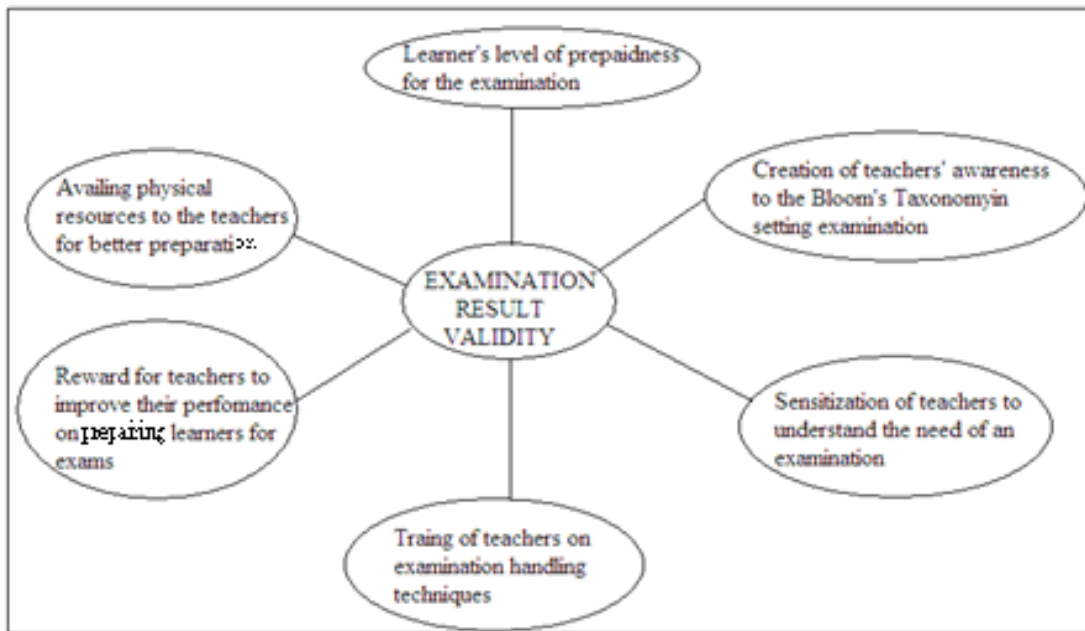 Learner's level of prepaidness
for the examination
Availing physical
resources to the teachers
for better preparation.
Creation of teachers' awareness
to the Bloom's Taxonomyin
setting examination
EXAMINATION
RESULT
VALIDITY
Reward for teachers to
improve their perfomance
on preparing learners for
exams
Sensitization of teachers to
understand the need of an
examination
Traing of teachers on
examination handling
techniques